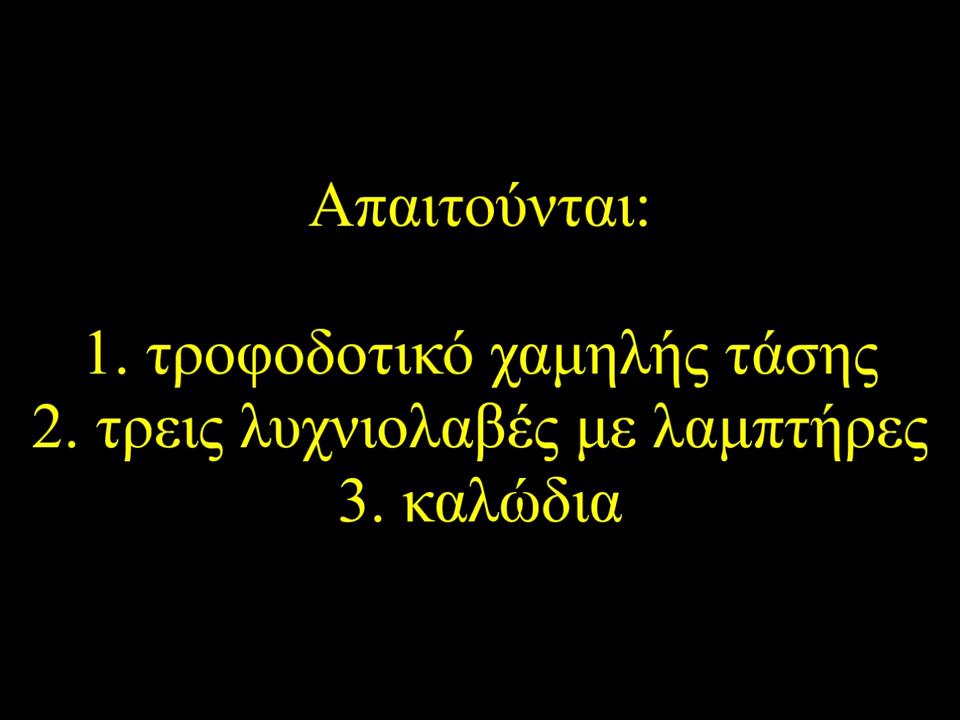 Απαιτούνται:
1. τροφοδοτικό χαμηλής τάσης
2. τρεις λυχνιολαβές με λαμπτήρες
3. καλώδια